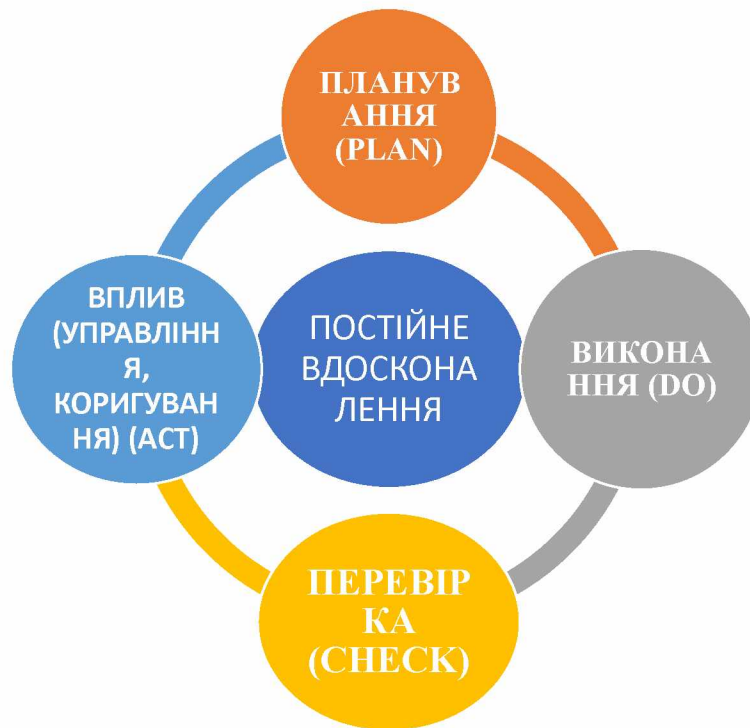 ПЛАНУВ
АННЯ
(PLAN)
ВПЛИВ
(УПРАВЛІНН
Я,
КОРИГУВАН
НЯ) (ACT)
ПОСТІЙНЕ
ВДОСКОНА
ЛЕННЯ
ВИКОНА
ННЯ (DO)
ПЕРЕВІР
КА
(CHECK)